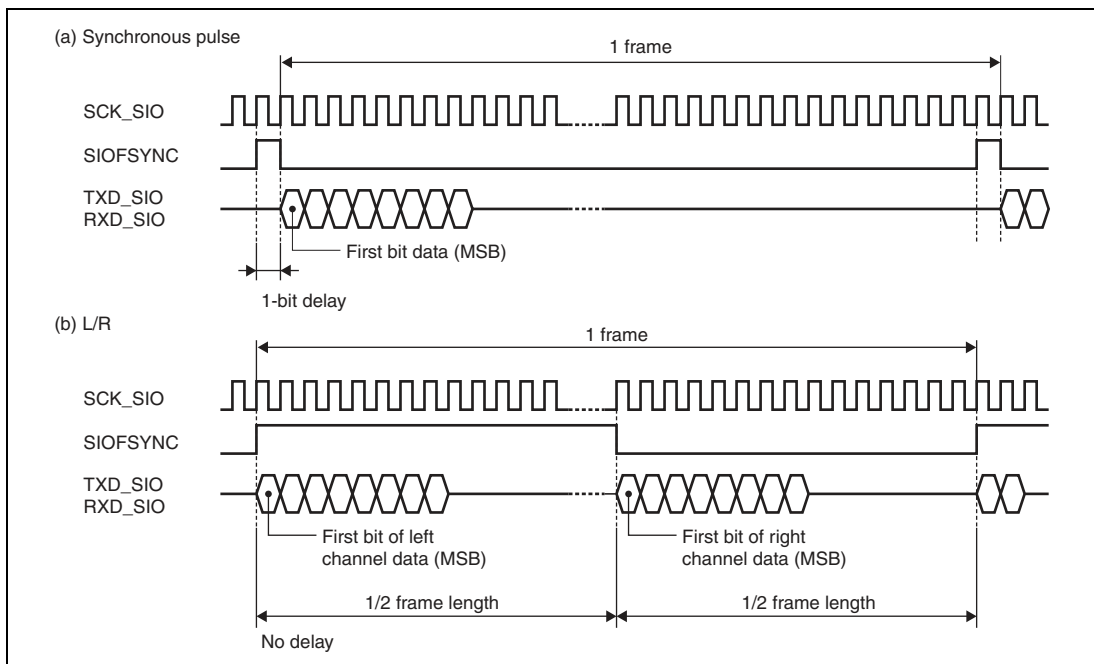 (a) Synchronous pulse
1 frame
SCK_SIO
SIOFSYNC
TXD_SIO
RXD_SIO
First bit data (MSB)
1-bit delay
(b) L/R
1 frame
SCK_SIO
SIOFSYNC
TXD_SIO
RXD_SIO
First bit of left
channel data (MSB)
First bit of right
channel data (MSB)
1/2 frame length
1/2 frame length
No delay